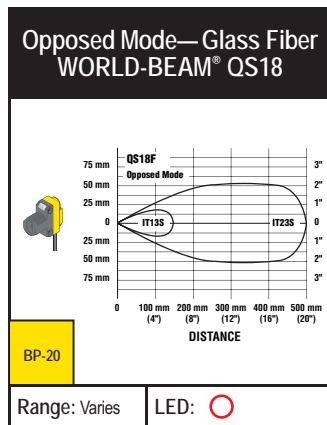 Opposed Mode—Glass Fiber
WORLD-BEAM® QS18
QS18F
Opposed Mode
75 mm
50 mm
25 mm
0
25 mm
50 mm
75 mm
3"
2"
1"
0
1"
2"
3"
IT13S
IT23S
0
100 mm
(4")
200 mm
(8")
300 mm
(12")
400 mm
(16")
500 mm
(20")
DISTANCE
BP-20
Range: Varies
LED: